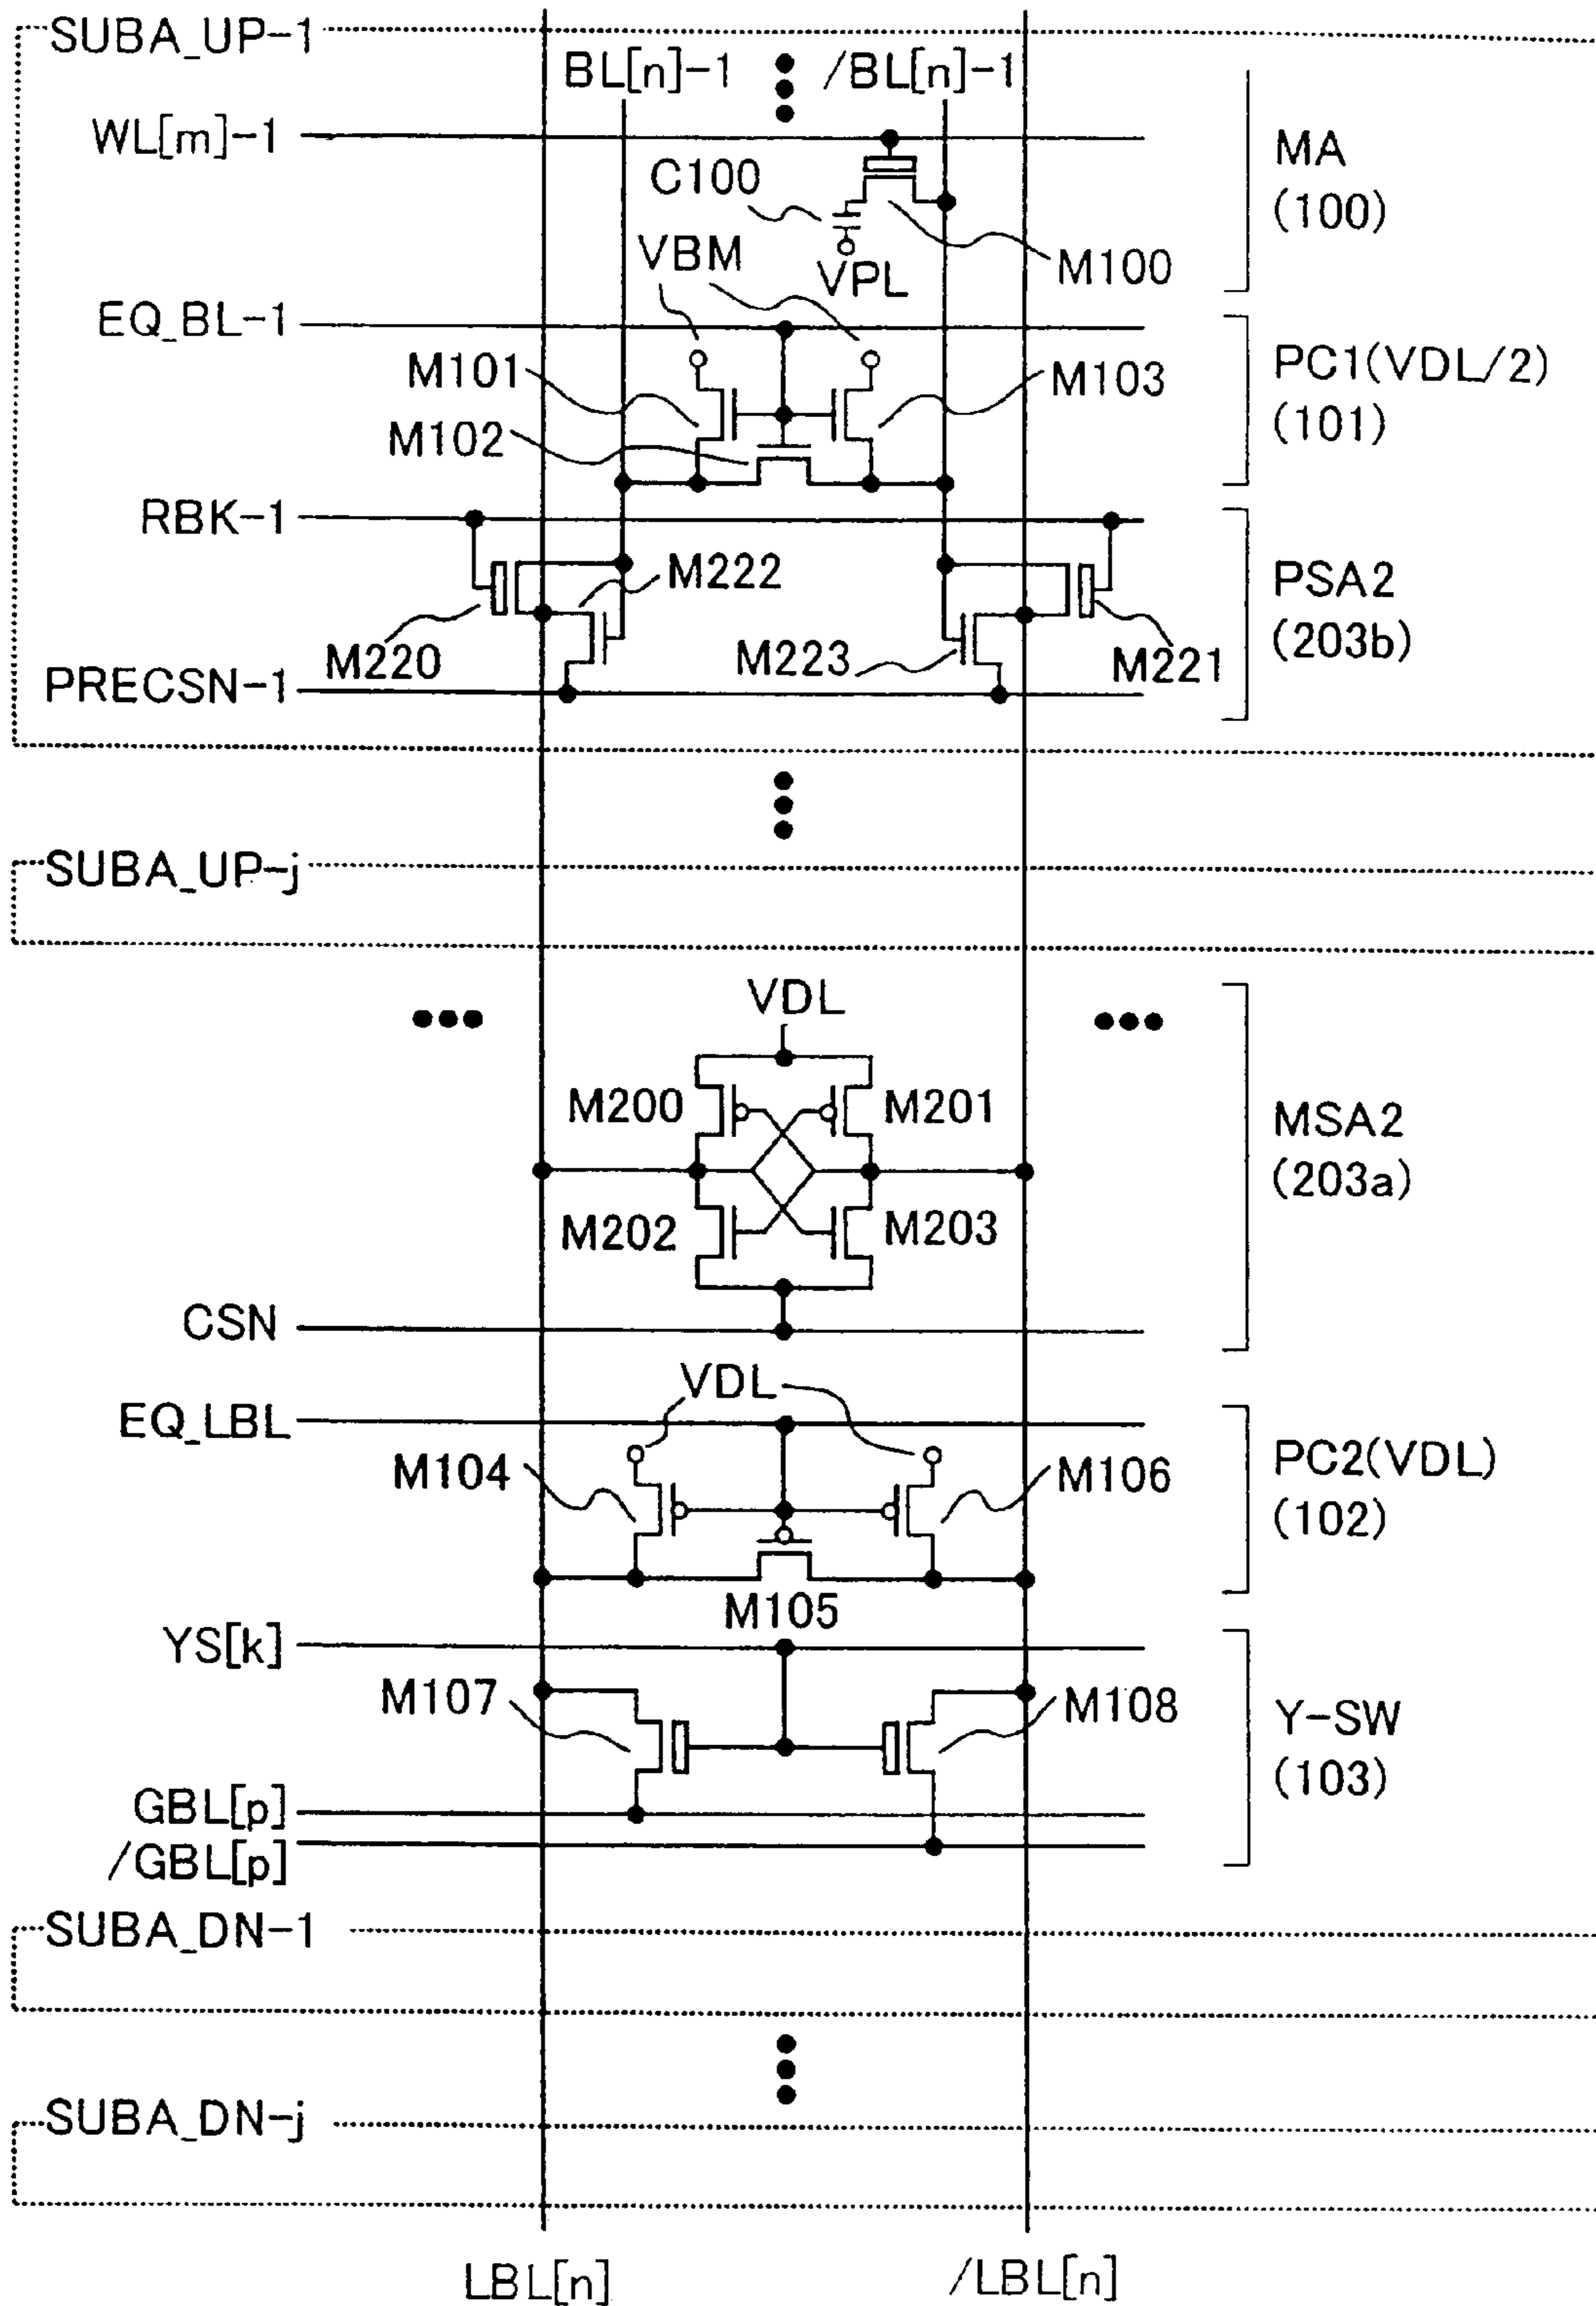 SUBA_UP-1
BL[n]-1
/BL[n]-1
WL[m]-1
MA
(100)
C100
VBM
VPL
M100
EQ_BL-1
PC1(VDL/2)
(101)
M101
M103
M102
RBK-1
M222
PSA2
(203b)
M220
M223
M221
PRECSN-1
SUBA_UP-j
VDL
M200
M201
MSA2
(203a)
M202
M203
CSN
VDL
EQ_LBL
M104
M106
PC2(VDL)
(102)
M105
YS[k]
M107
M108
Y-SW
(103)
GBL[p]
/GBL[p]
SUBA_DN-1
SUBA_DN-j
LBL[n]
/LBL[n]